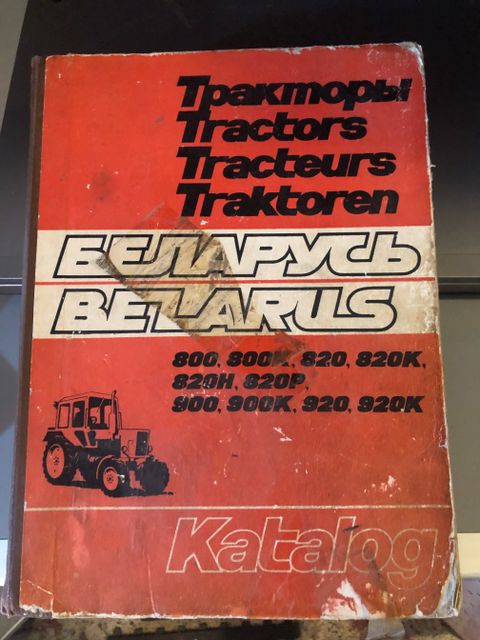 Тракторы
Tractors
Tracteurs
Traktoren
БЕЛАРУСЬ
BELARUS
800, 800K, 820, 820K,
820H, 820P,
900, 900K, 920, 920K
Katalog